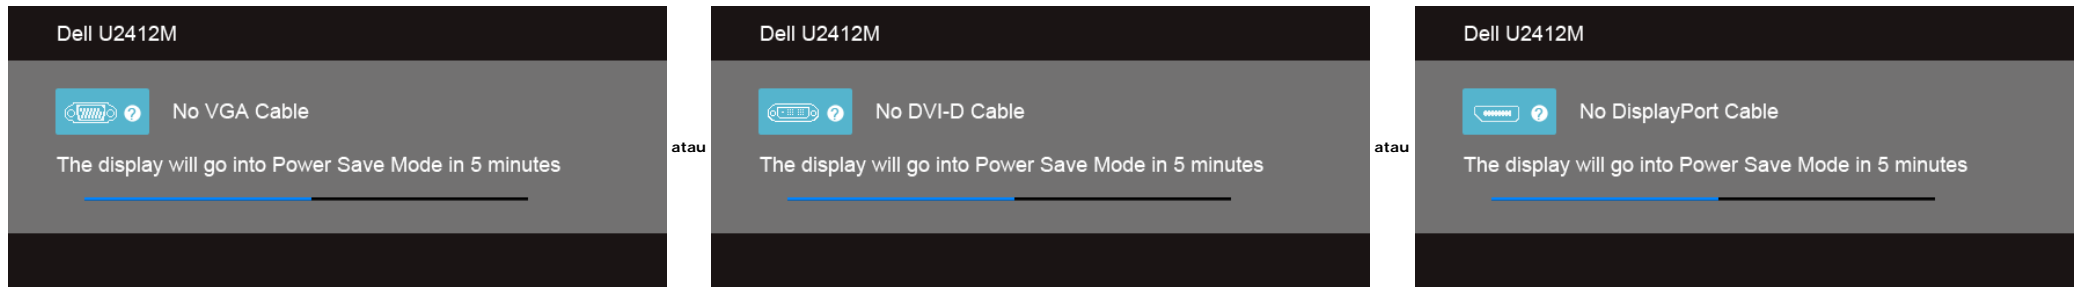 Dell U2412M
No VGA Cable
The display will go into Power Save Mode in 5 minutes
atau
Dell U2412M
No DVI-D Cable
The display will go into Power Save Mode in 5 minutes
atau
Dell U2412M
No DisplayPort Cable
The display will go into Power Save Mode in 5 minutes